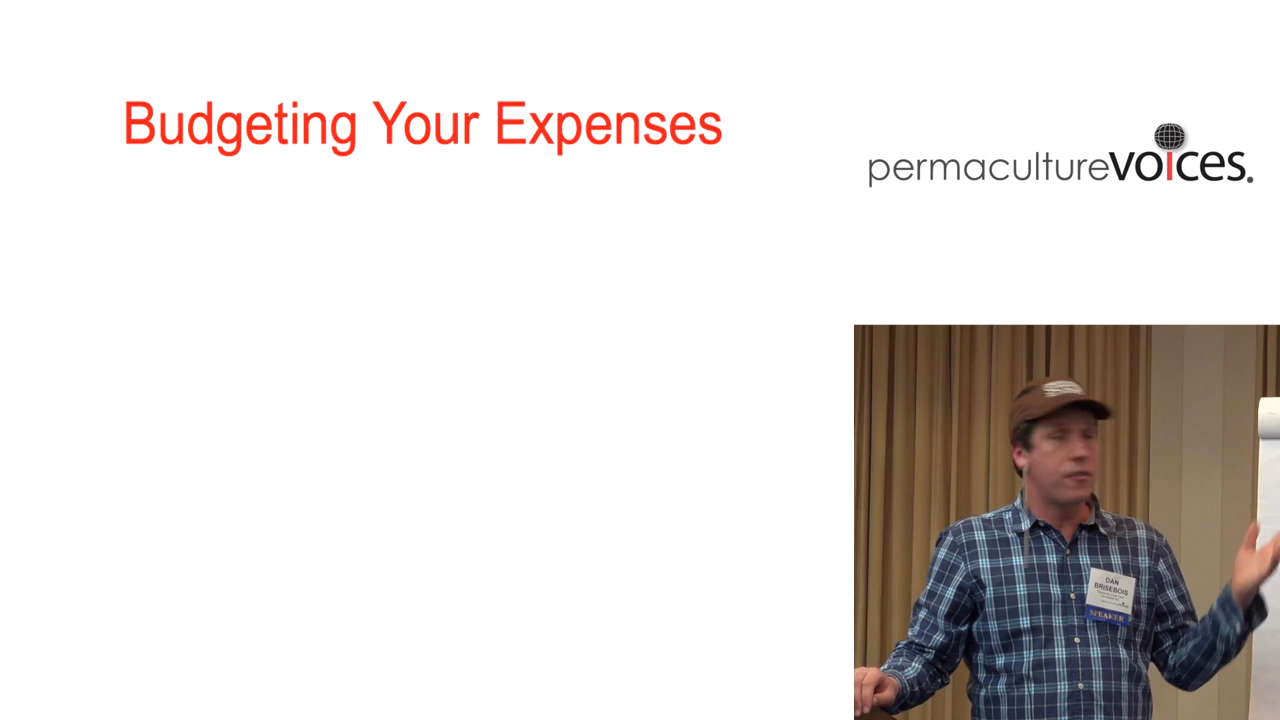 Budgeting Your Expenses
permaculturevoices.
DAN
BRISEBOIS
SPEAKER